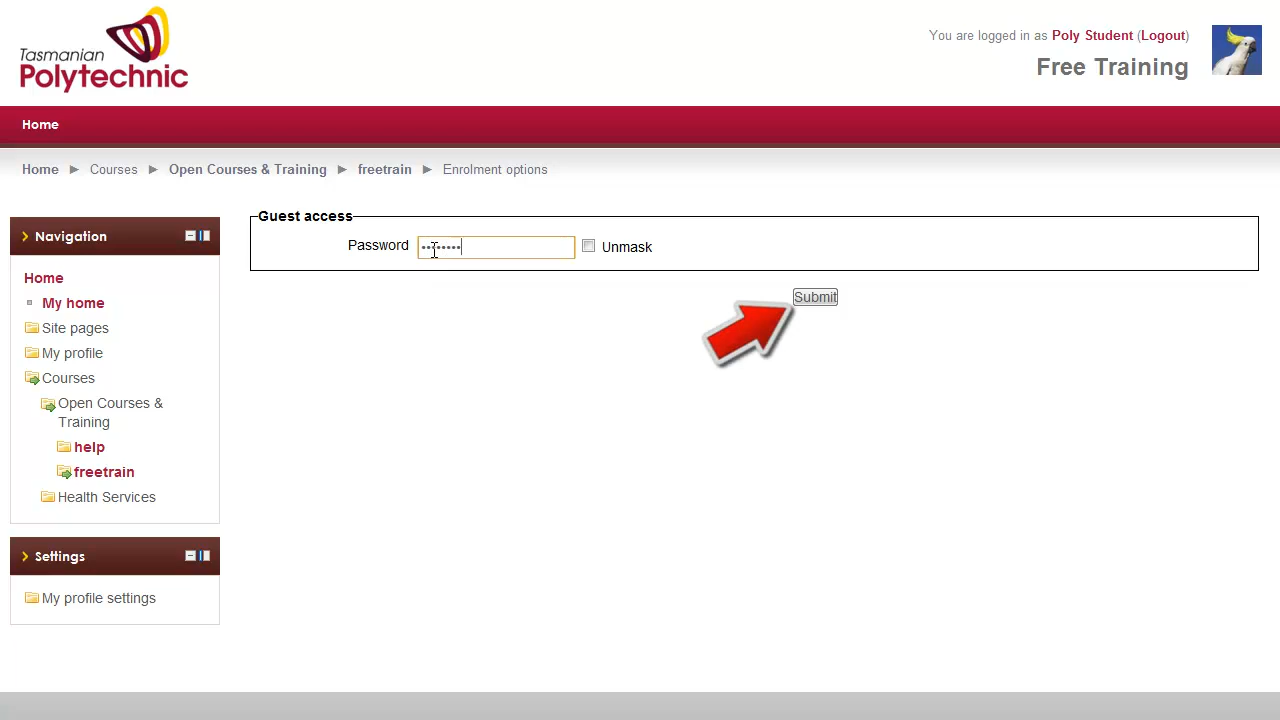 Tasmanian
Polytechnic
You are logged in as Poly Student (Logout)
Free Training
Home
Home ► Courses ► Open Courses & Training ► freetrain ► Enrolment options
Navigation
Home
My home
Site pages
My profile
Courses
Open Courses &
Training
help
freetrain
Health Services
Settings
My profile settings
Guest access
Password •••••••• Unmask
Submit